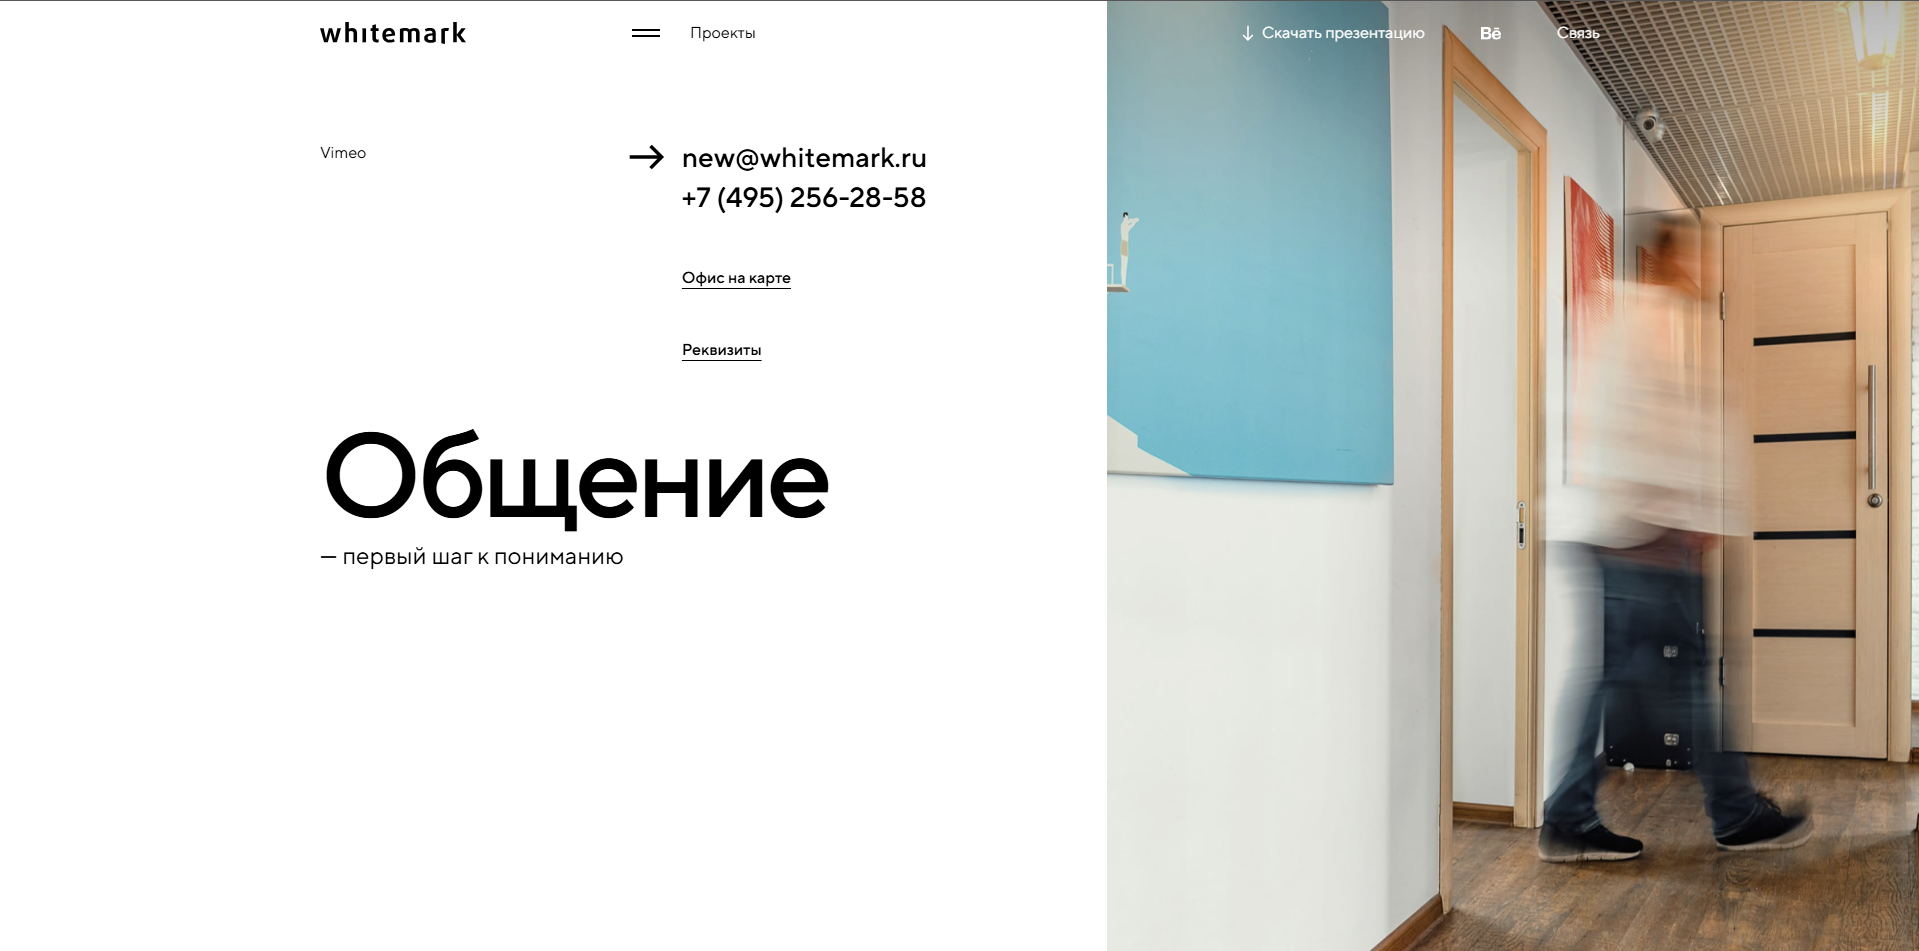 whitemark
Проекты
Скачать презентацию
Bē
Связь
Vimeo
new@whitemark.ru
+7 (495) 256-28-58
Офис на карте
Реквизиты
Общение
— первый шаг к пониманию